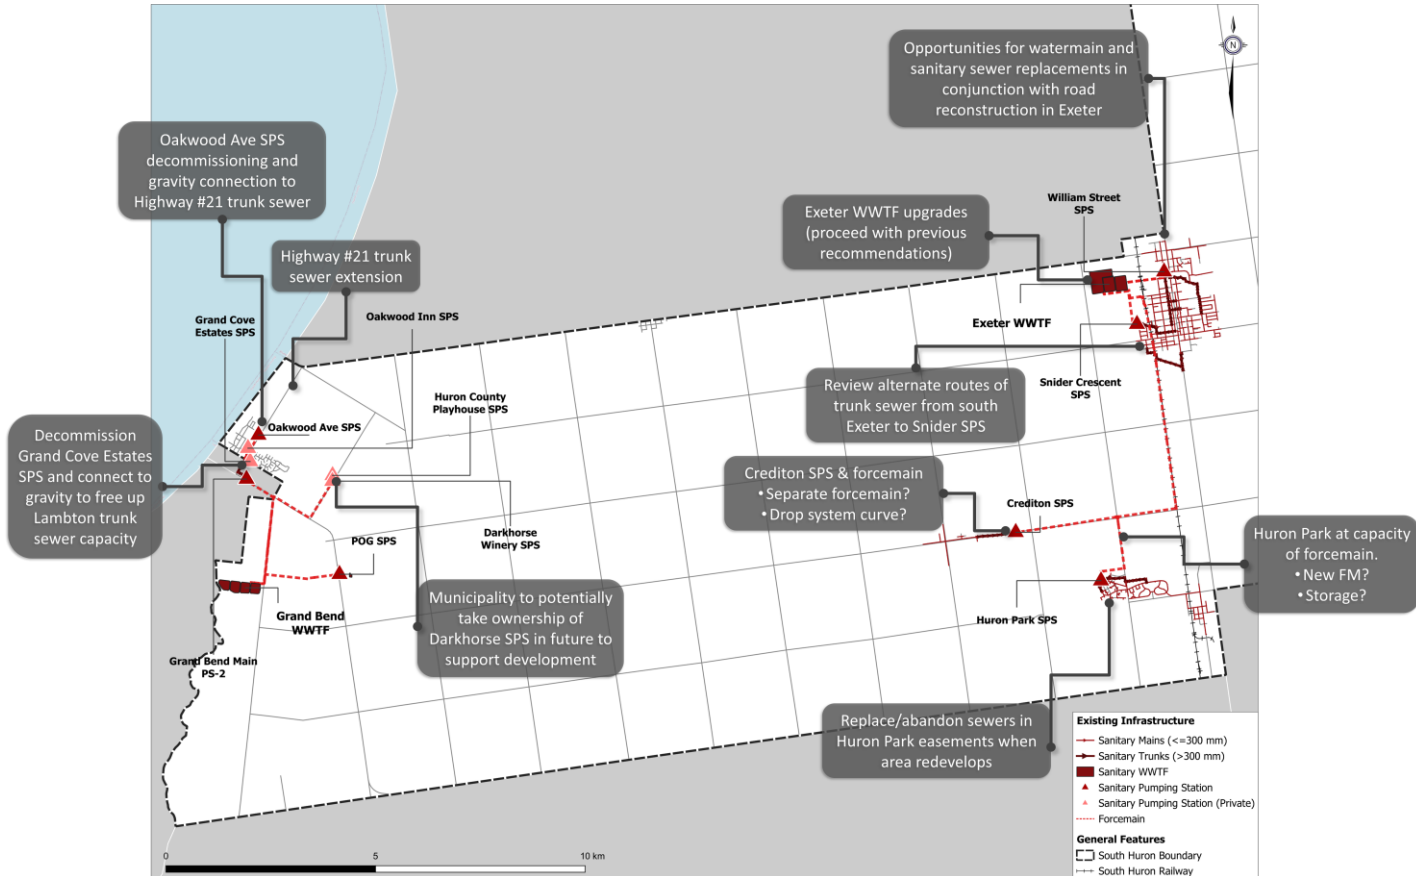 Opportunities for watermain and
sanitary sewer replacements in
conjunction with road
reconstruction in Exeter
N
Oakwood Ave SPS
decommissioning and
gravity connection to
Highway #21 trunk sewer
William Street
SPS
Exeter WWTF upgrades
(proceed with previous
recommendations)
Highway #21 trunk
sewer extension
Grand Cove
Estates SPS
Oakwood Inn SPS
Exeter WWTF
Review alternate routes of
trunk sewer from south
Exeter to Snider SPS
Snider Crescent
SPS
Huron County
Playhouse SPS
Oakwood Ave SPS
Decommission
Grand Cove Estates
SPS and connect to
gravity to free up
Lambton trunk
sewer capacity
Crediton SPS & forcemain
• Separate forcemain?
• Drop system curve?
Crediton SPS
Darkhorse
Winery SPS
POG SPS
Huron Park at capacity
of forcemain.
• New FM?
• Storage?
Grand Bend
WWTF
Municipality to potentially
take ownership of
Darkhorse SPS in future to
support development
Huron Park SPS
Grand Bend Main
PS-2
Replace/abandon sewers in
Huron Park easements when
area redevelops
Existing Infrastructure
Sanitary Mains (<=300 mm)
Sanitary Trunks (>300 mm)
Sanitary WWTF
Sanitary Pumping Station
Sanitary Pumping Station (Private)
Forcemain
General Features
South Huron Boundary
South Huron Railway
0 5 10 km